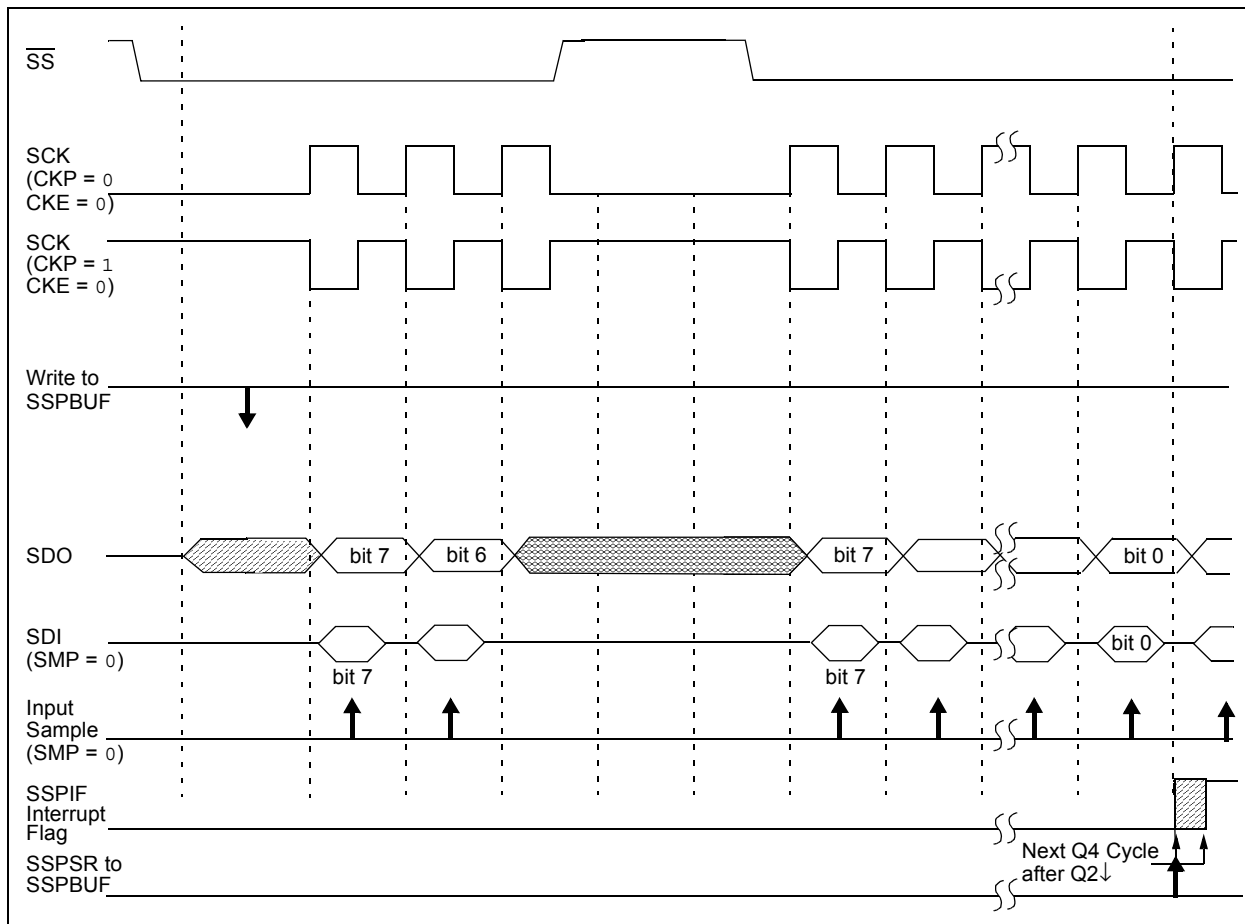 SS
SCK
(CKP = 0
CKE = 0)
SCK
(CKP = 1
CKE = 0)
Write to
SSPBUF
SDO
bit 7
bit 6
bit 7
bit 0
SDI
(SMP = 0)
bit 7
bit 7
bit 0
Input
Sample
(SMP = 0)
SSPIF
Interrupt
Flag
SSPSR to
SSPBUF
Next Q4 Cycle
after Q2↓